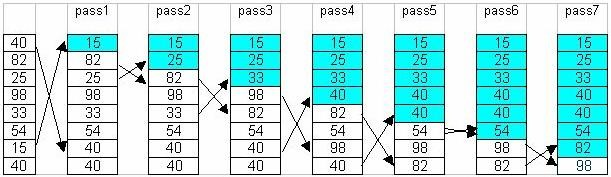 pass1 pass2 pass3 pass4 pass5 pass6 pass7
40 15 15 15 15 15 15 15
82 82 25 25 25 25 25 25
25 25 82 33 33 33 33 33
98 98 98 98 40 40 40 40
33 33 33 82 82 40 40 40
54 54 54 54 54 54 54 54
15 40 40 40 98 98 98 82
40 40 40 40 40 82 82 98